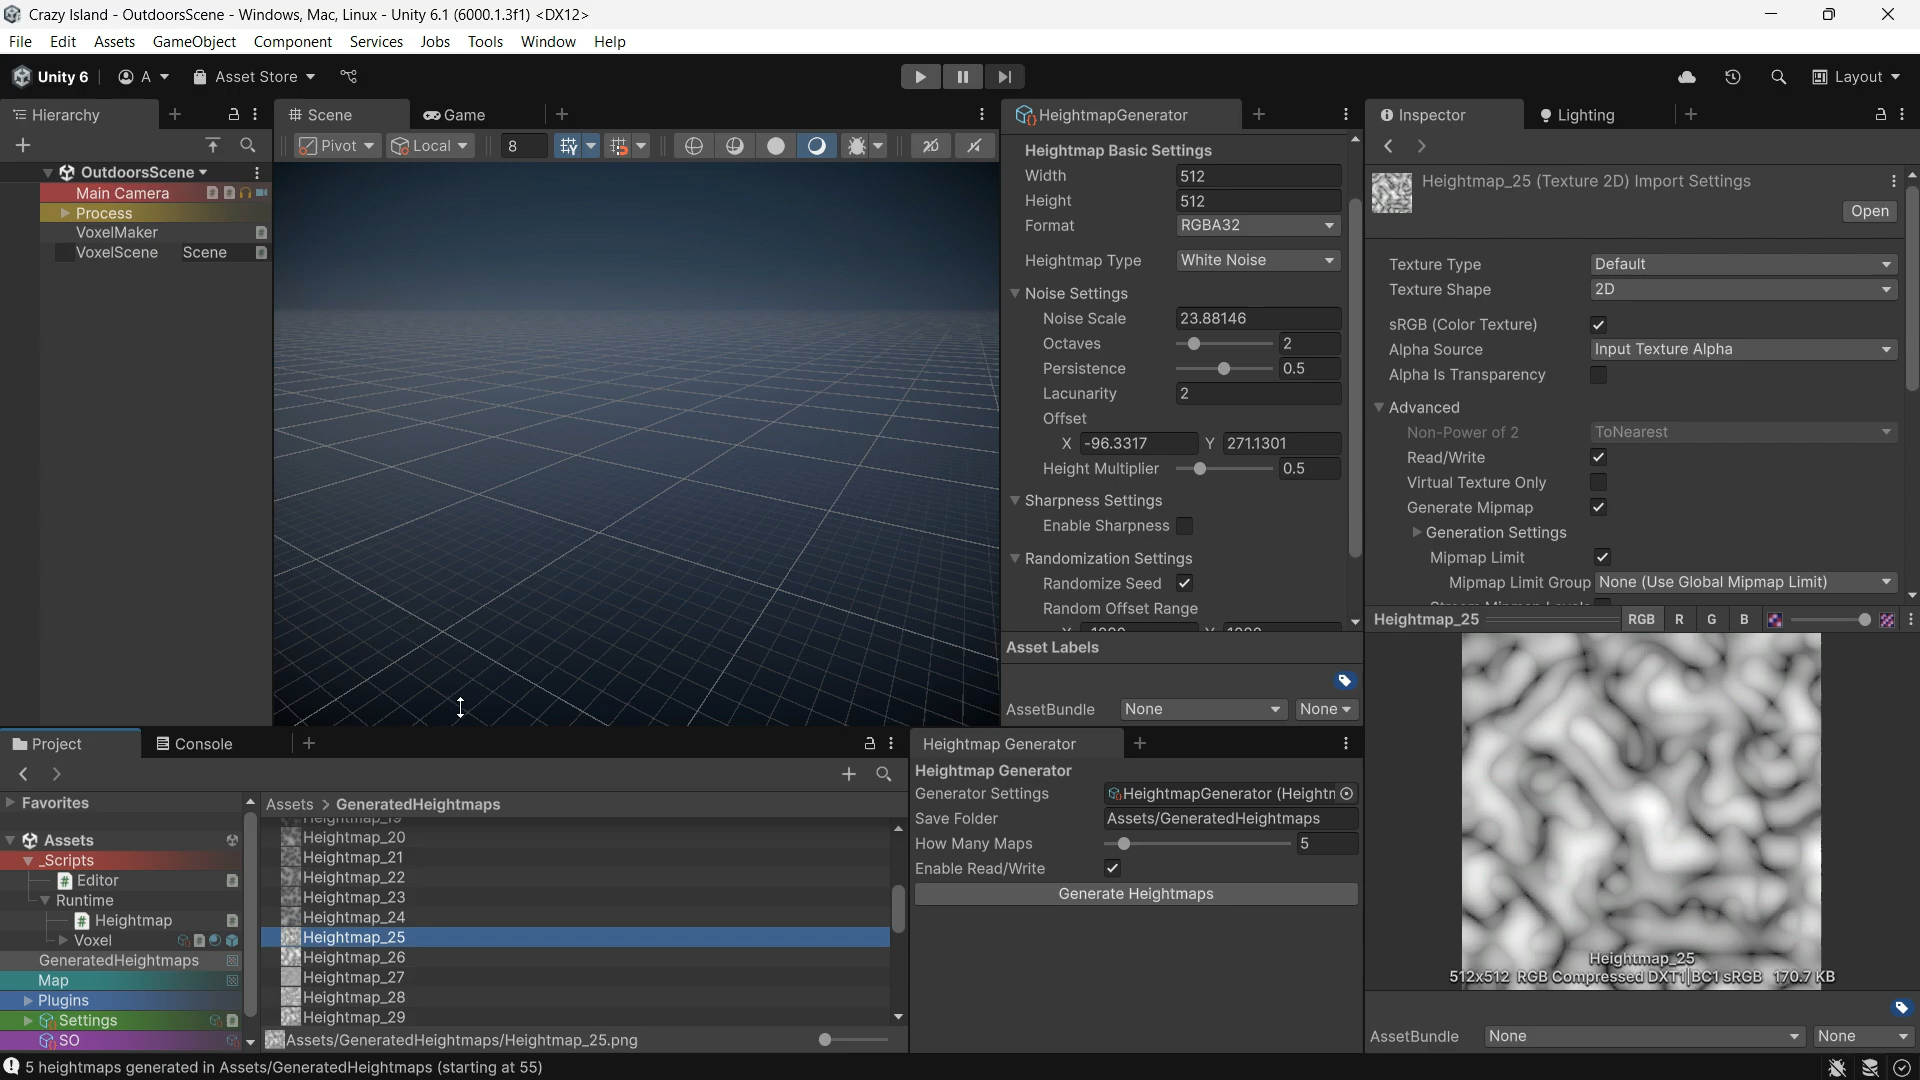 Crazy Island - OutdoorsScene - Windows, Mac, Linux - Unity 6.1 (6000.1.3f1) <DX12>
File Edit Assets GameObject Component Services Jobs Tools Window Help
Unity 6 A Asset Store Layout
Hierarchy
OutdoorsScene
Main Camera
Process
VoxelMaker
VoxelScene Scene
Scene Game
Pivot Local 8
HeightmapGenerator
Heightmap Basic Settings
Width 512
Height 512
Format RGBA32
Heightmap Type White Noise
Noise Settings
Noise Scale 23.88146
Octaves 2
Persistence 0.5
Lacunarity 2
Offset
X -96.3317 Y 271.1301
Height Multiplier 0.5
Sharpness Settings
Enable Sharpness
Randomization Settings
Randomize Seed
Random Offset Range
Asset Labels
AssetBundle None None
Inspector Lighting
Heightmap_25 (Texture 2D) Import Settings
Open
Texture Type Default
Texture Shape 2D
sRGB (Color Texture)
Alpha Source Input Texture Alpha
Alpha Is Transparency
Advanced
Non-Power of 2 ToNearest
Read/Write
Virtual Texture Only
Generate Mipmap
Generation Settings
Mipmap Limit
Mipmap Limit Group None (Use Global Mipmap Limit)
Heightmap_25 RGB R G B
Heightmap_25
512x512 RGB Compressed DXT1|BC1 sRGB 170.7 KB
AssetBundle None None
Project Console
Favorites
Assets
_Scripts
Editor
Runtime
Heightmap
Voxel
GeneratedHeightmaps
Map
Plugins
Settings
SO
Assets > GeneratedHeightmaps
Heightmap_20
Heightmap_21
Heightmap_22
Heightmap_23
Heightmap_24
Heightmap_25
Heightmap_26
Heightmap_27
Heightmap_28
Heightmap_29
Assets/GeneratedHeightmaps/Heightmap_25.png
Heightmap Generator
Heightmap Generator
Generator Settings HeightmapGenerator (Heightn
Save Folder Assets/GeneratedHeightmaps
How Many Maps 5
Enable Read/Write
Generate Heightmaps
5 heightmaps generated in Assets/GeneratedHeightmaps (starting at 55)